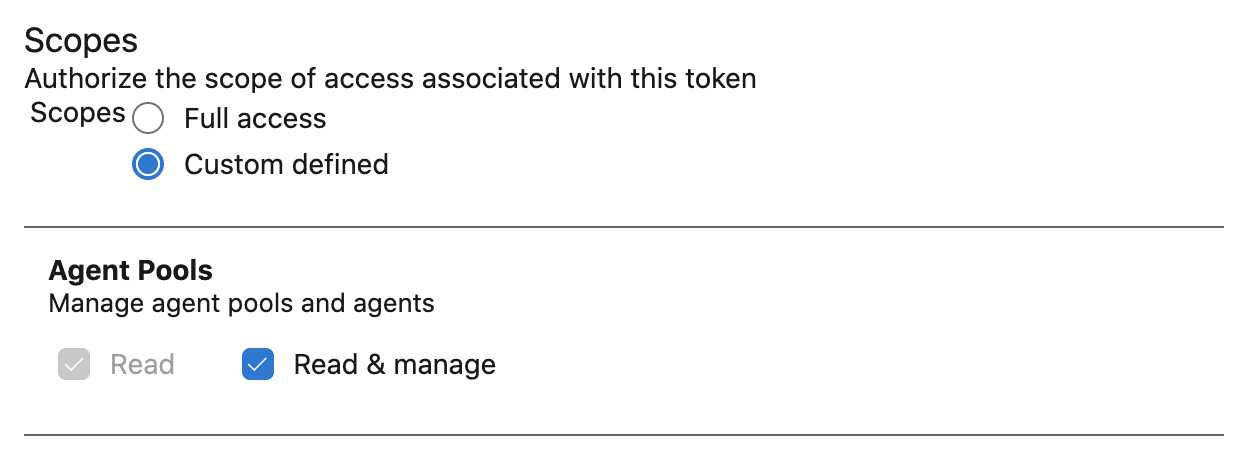 Scopes
Authorize the scope of access associated with this token
Scopes Full access
Custom defined
Agent Pools
Manage agent pools and agents
Read Read & manage